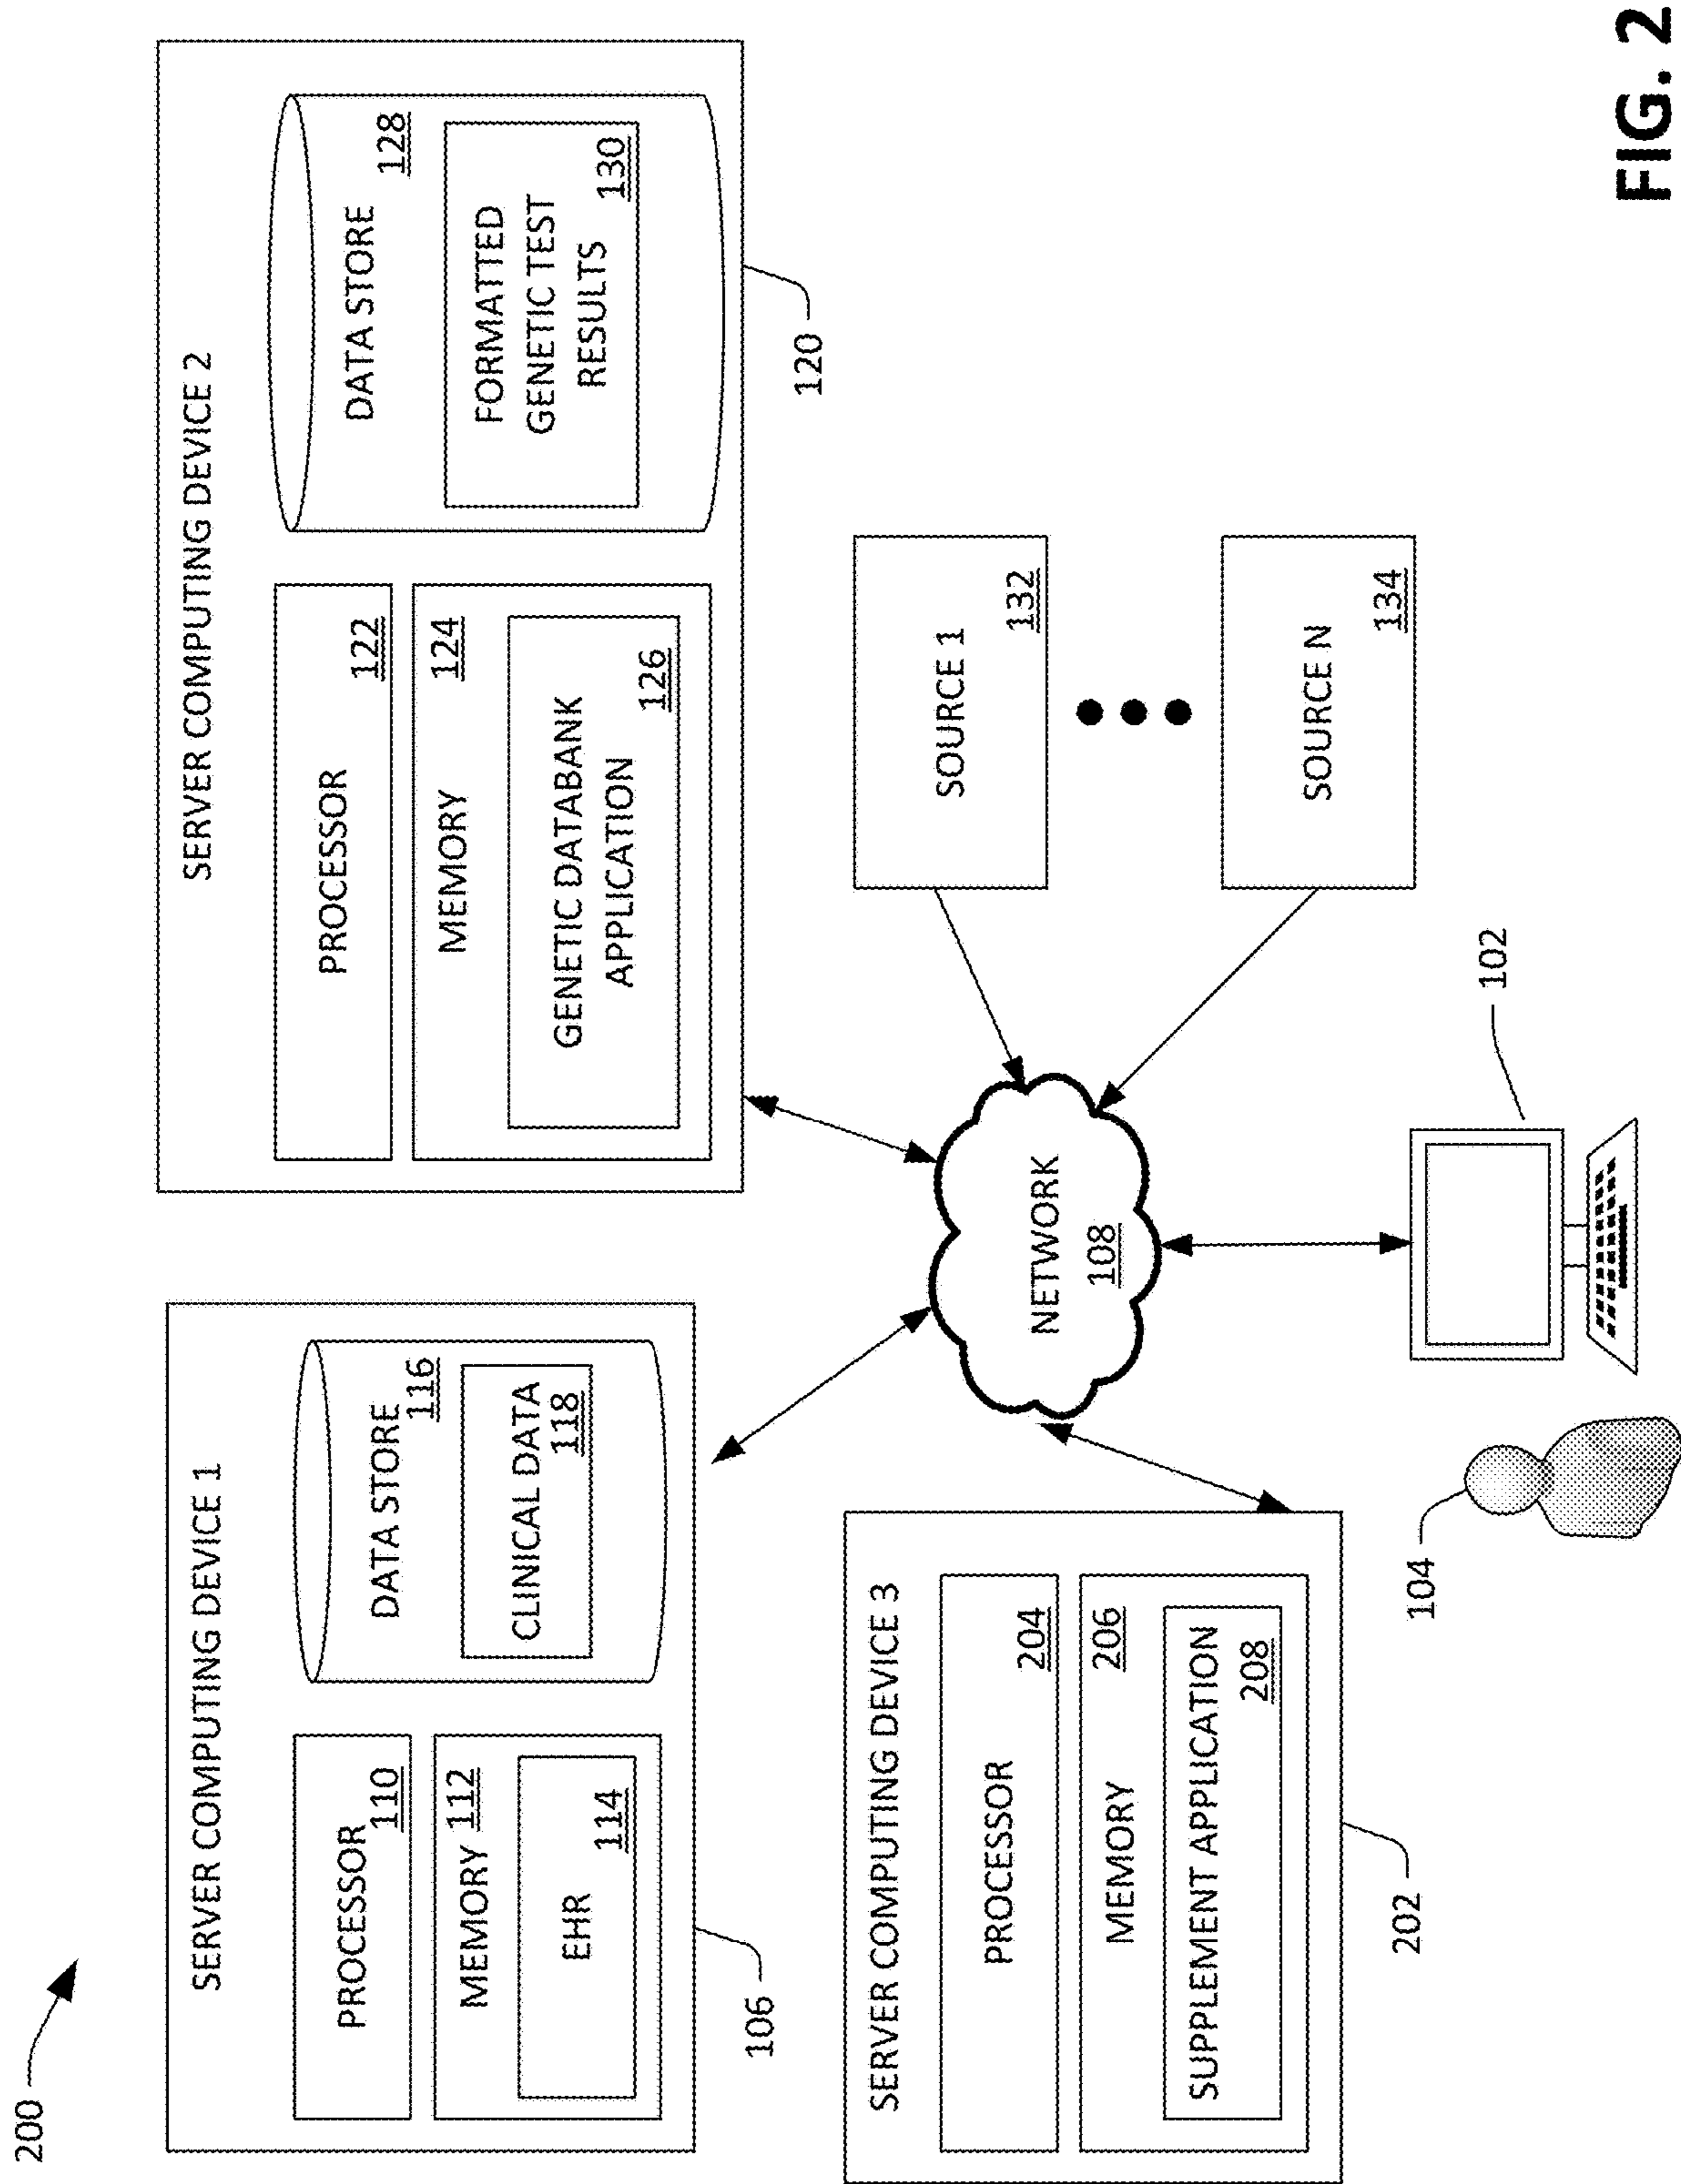 200
SERVER COMPUTING DEVICE 1
PROCESSOR
110
MEMORY 112
EHR
114
DATA STORE
116
CLINICAL DATA
118
106
SERVER COMPUTING DEVICE 2
PROCESSOR
122
MEMORY
124
GENETIC DATABANK
APPLICATION
126
DATA STORE
128
FORMATTED
GENETIC TEST
RESULTS
130
120
SERVER COMPUTING DEVICE 3
PROCESSOR
204
MEMORY
206
SUPPLEMENT APPLICATION
208
202
NETWORK
108
SOURCE 1
132
SOURCE N
134
104
102
FIG. 2